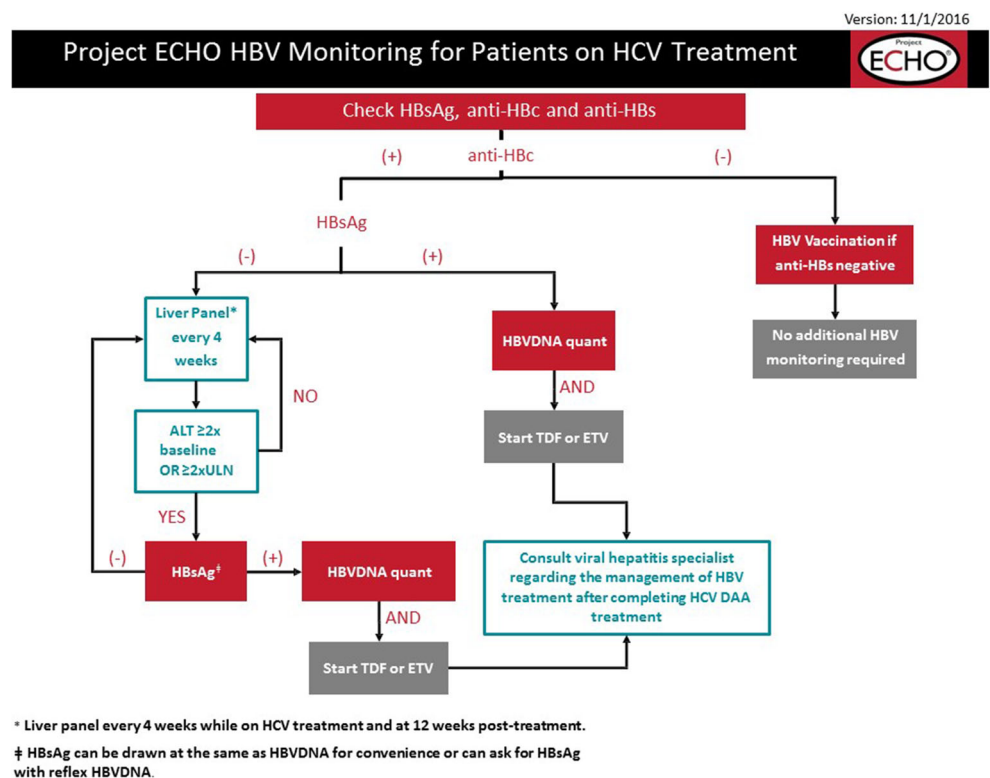 Version: 11/1/2016
Project ECHO HBV Monitoring for Patients on HCV Treatment
Project
ECHO®
Check HBsAg, anti-HBc and anti-HBs
(+)
anti-HBc
(-)
HBsAg
(-)
(+)
HBV Vaccination if
anti-HBs negative
No additional HBV
monitoring required
Liver Panel*
every 4
weeks
NO
ALT ≥2x
baseline
OR ≥2xULN
YES
HBVDNA quant
AND
Start TDF or ETV
(-)
HBsAg‡
(+)
HBVDNA quant
AND
Start TDF or ETV
Consult viral hepatitis specialist
regarding the management of HBV
treatment after completing HCV DAA
treatment
* Liver panel every 4 weeks while on HCV treatment and at 12 weeks post-treatment.
‡ HBsAg can be drawn at the same as HBVDNA for convenience or can ask for HBsAg
with reflex HBVDNA.